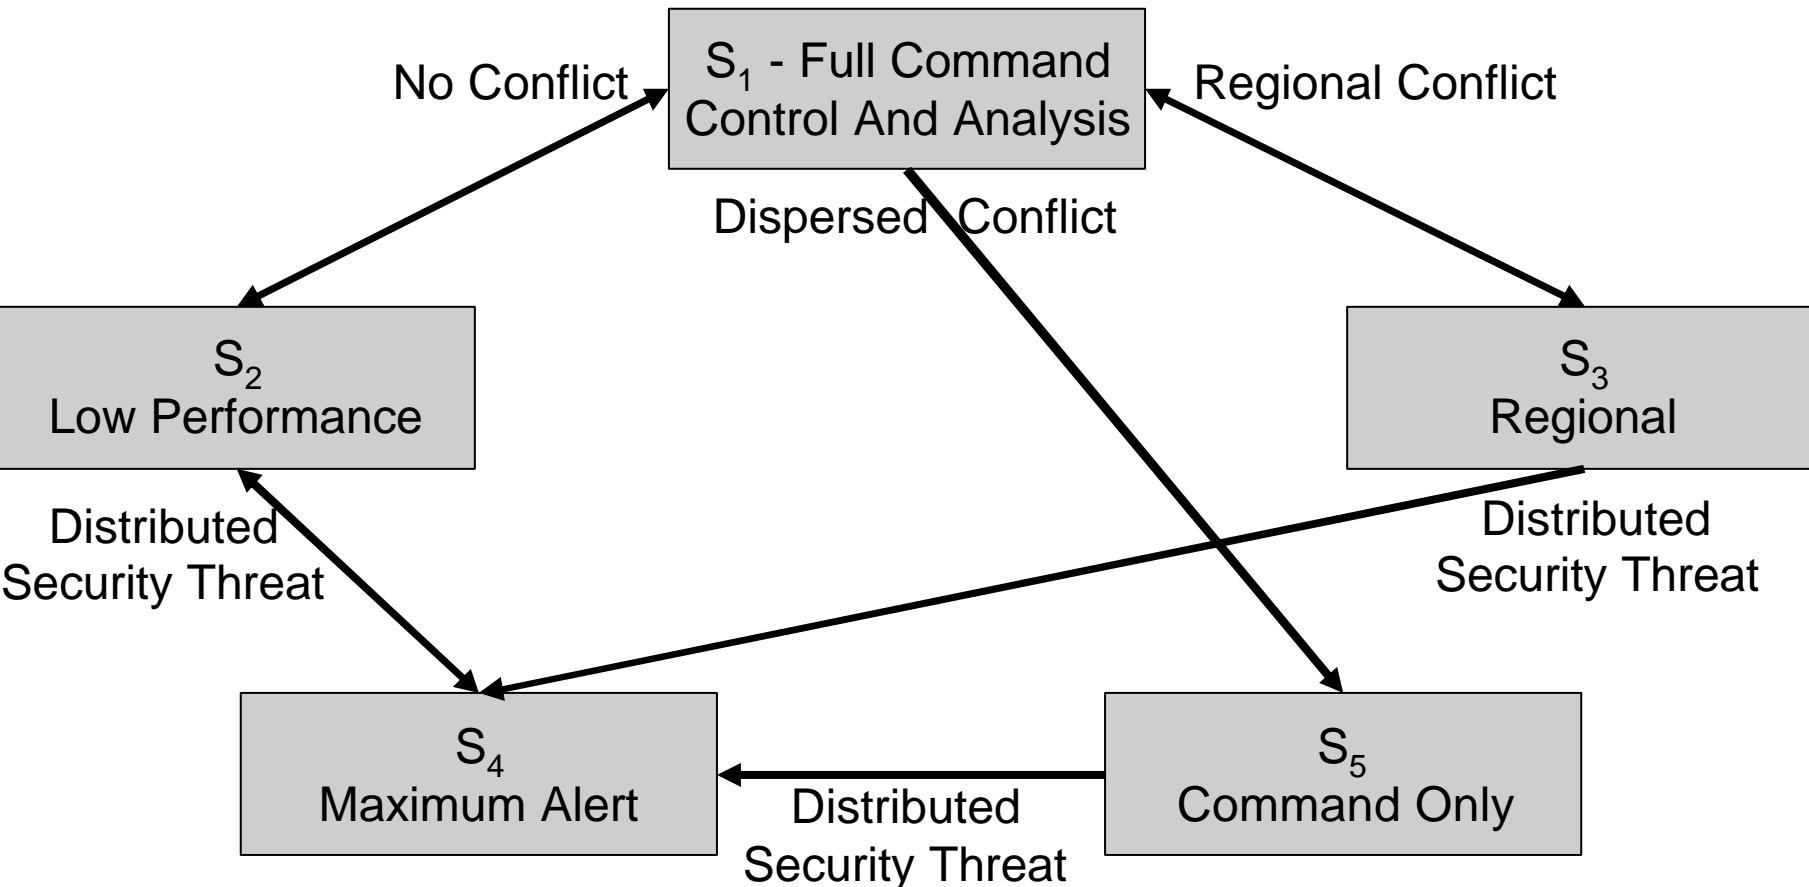 S₁ - Full Command
Control And Analysis
No Conflict
Regional Conflict
Dispersed Conflict
S₂
Low Performance
S₃
Regional
Distributed
Security Threat
Distributed
Security Threat
S₄
Maximum Alert
S₅
Command Only
Distributed
Security Threat